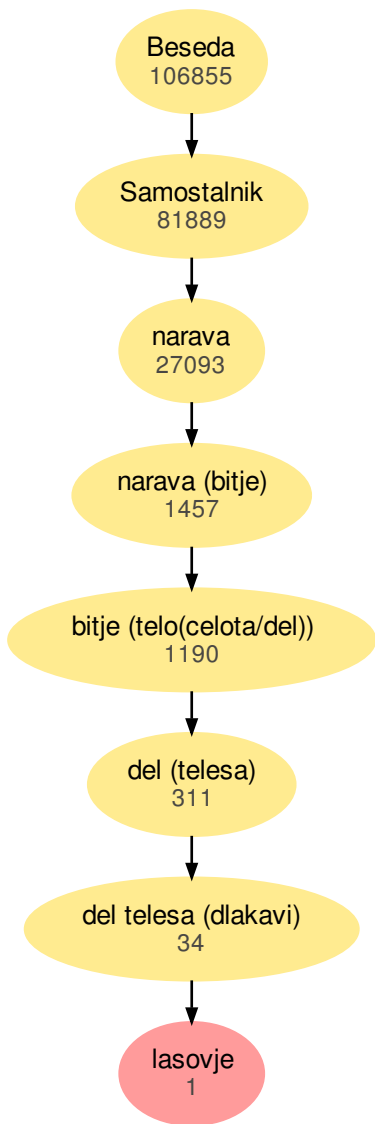 Beseda
106855
Samostalnik
81889
narava
27093
narava (bitje)
1457
bitje (telo(celota/del))
1190
del (telesa)
311
del telesa (dlakavi)
34
lasovje
1